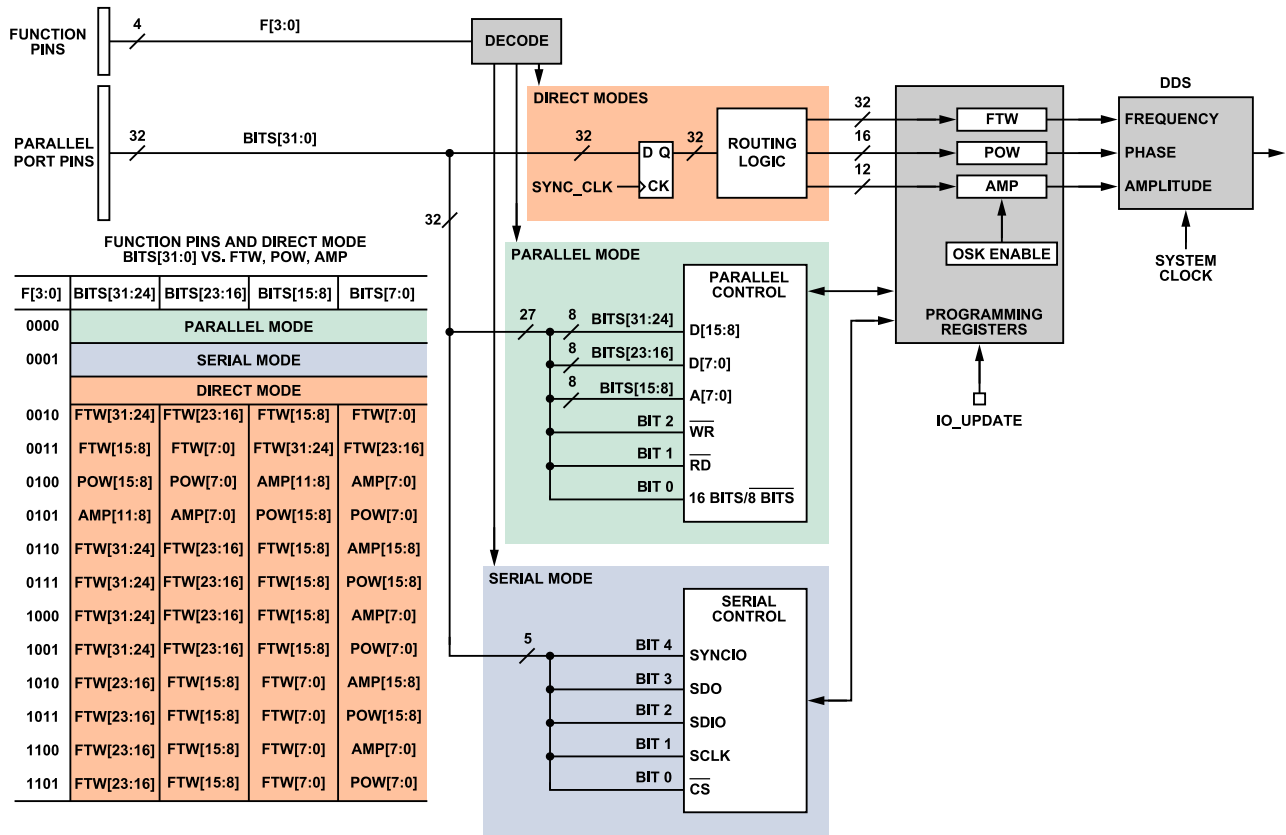 FUNCTION
PINS
4
F[3:0]
DECODE
PARALLEL
PORT PINS
32
BITS[31:0]
32
DIRECT MODES
32
D Q
CK
32
SYNC_CLK
ROUTING
LOGIC
32
16
12
FTW
POW
AMP
OSK ENABLE
PROGRAMMING
REGISTERS
IO_UPDATE
DDS
FREQUENCY
PHASE
AMPLITUDE
SYSTEM
CLOCK
PARALLEL MODE
27
8 BITS[31:24]
8 BITS[23:16]
8 BITS[15:8]
BIT 2
BIT 1
BIT 0
PARALLEL
CONTROL
D[15:8]
D[7:0]
A[7:0]
W̅R̅
R̅D̅
16 BITS/8̅ B̅I̅T̅S̅
SERIAL MODE
5
BIT 4
BIT 3
BIT 2
BIT 1
BIT 0
SERIAL
CONTROL
SYNCIO
SDO
SDIO
SCLK
C̅S̅
FUNCTION PINS AND DIRECT MODE
BITS[31:0] VS. FTW, POW, AMP
F[3:0] BITS[31:24] BITS[23:16] BITS[15:8] BITS[7:0]
0000 PARALLEL MODE
0001 SERIAL MODE
DIRECT MODE
0010 FTW[31:24] FTW[23:16] FTW[15:8] FTW[7:0]
0011 FTW[15:8] FTW[7:0] FTW[31:24] FTW[23:16]
0100 POW[15:8] POW[7:0] AMP[11:8] AMP[7:0]
0101 AMP[11:8] AMP[7:0] POW[15:8] POW[7:0]
0110 FTW[31:24] FTW[23:16] FTW[15:8] AMP[15:8]
0111 FTW[31:24] FTW[23:16] FTW[15:8] POW[15:8]
1000 FTW[31:24] FTW[23:16] FTW[15:8] AMP[7:0]
1001 FTW[31:24] FTW[23:16] FTW[15:8] POW[7:0]
1010 FTW[23:16] FTW[15:8] FTW[7:0] AMP[15:8]
1011 FTW[23:16] FTW[15:8] FTW[7:0] POW[15:8]
1100 FTW[23:16] FTW[15:8] FTW[7:0] AMP[7:0]
1101 FTW[23:16] FTW[15:8] FTW[7:0] POW[7:0]